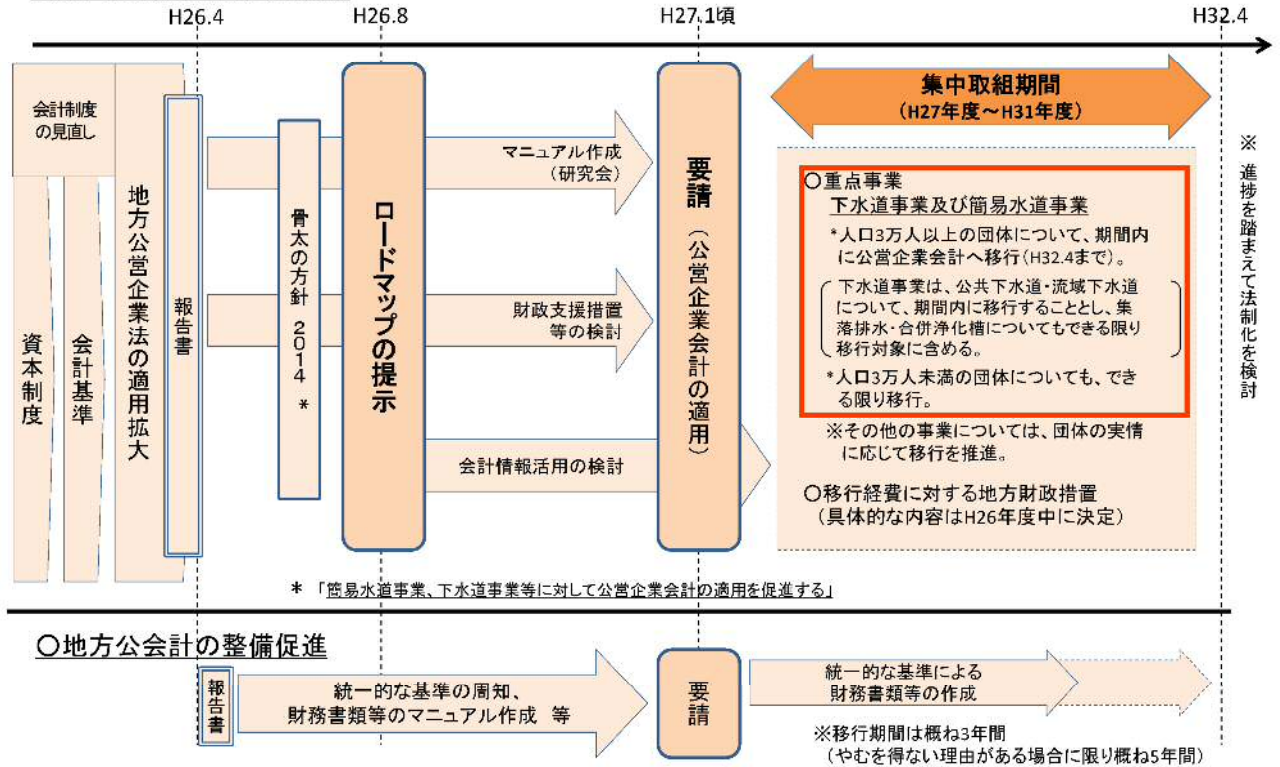 H26.4
H26.8
H27.1頃
H32.4
会計制度
の見直し
資本制度
会計基準
地方公営企業法の適用拡大
報告書
骨太の方針 2014 *
ロードマップの提示
マニュアル作成
(研究会)
財政支援措置
等の検討
会計情報活用の検討
要請(公営企業会計の適用)
集中取組期間
(H27年度~H31年度)
○重点事業
下水道事業及び簡易水道事業
*人口3万人以上の団体について、期間内
に公営企業会計へ移行(H32.4まで)。
下水道事業は、公共下水道・流域下水道
について、期間内に移行することとし、集
落排水・合併浄化槽についてもできる限り
移行対象に含める。
*人口3万人未満の団体についても、でき
る限り移行。
※その他の事業については、団体の実情
に応じて移行を推進。
○移行経費に対する地方財政措置
(具体的な内容はH26年度中に決定)
※ 進捗を踏まえて法制化を検討
* 「簡易水道事業、下水道事業等に対して公営企業会計の適用を促進する」
○地方公会計の整備促進
報告書
統一的な基準の周知、
財務書類等のマニュアル作成 等
要請
統一的な基準による
財務書類等の作成
※移行期間は概ね3年間
(やむを得ない理由がある場合に限り概ね5年間)